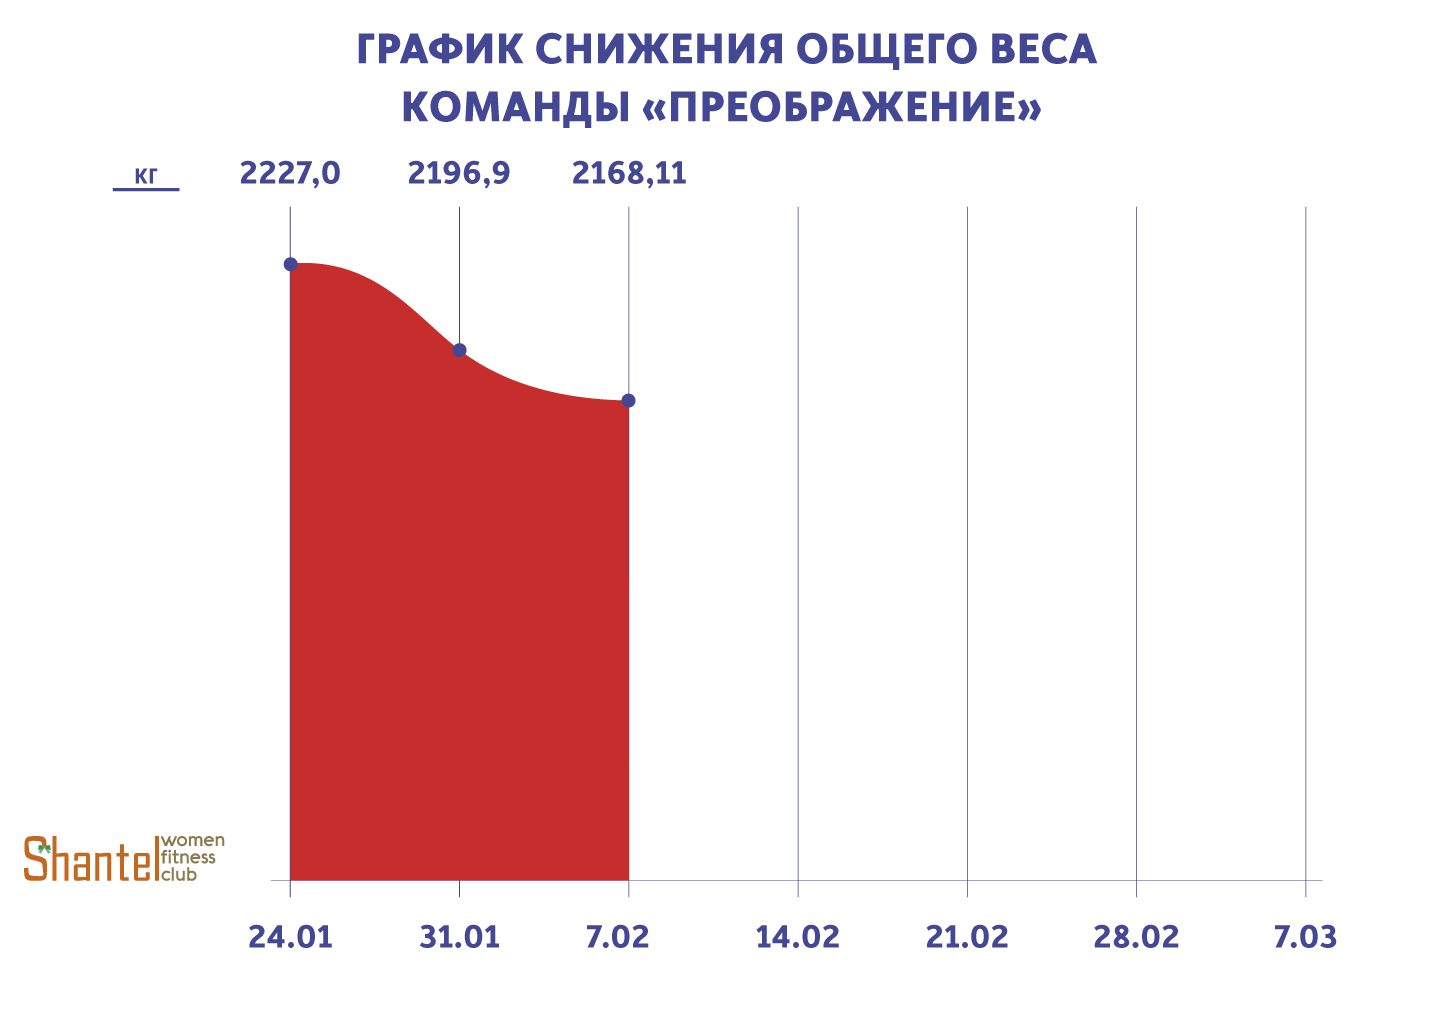 ГРАФИК СНИЖЕНИЯ ОБЩЕГО ВЕСА
КОМАНДЫ «ПРЕОБРАЖЕНИЕ»
кг 2227,0 2196,9 2168,11
Shantel women
fitness
club
24.01 31.01 7.02 14.02 21.02 28.02 7.03